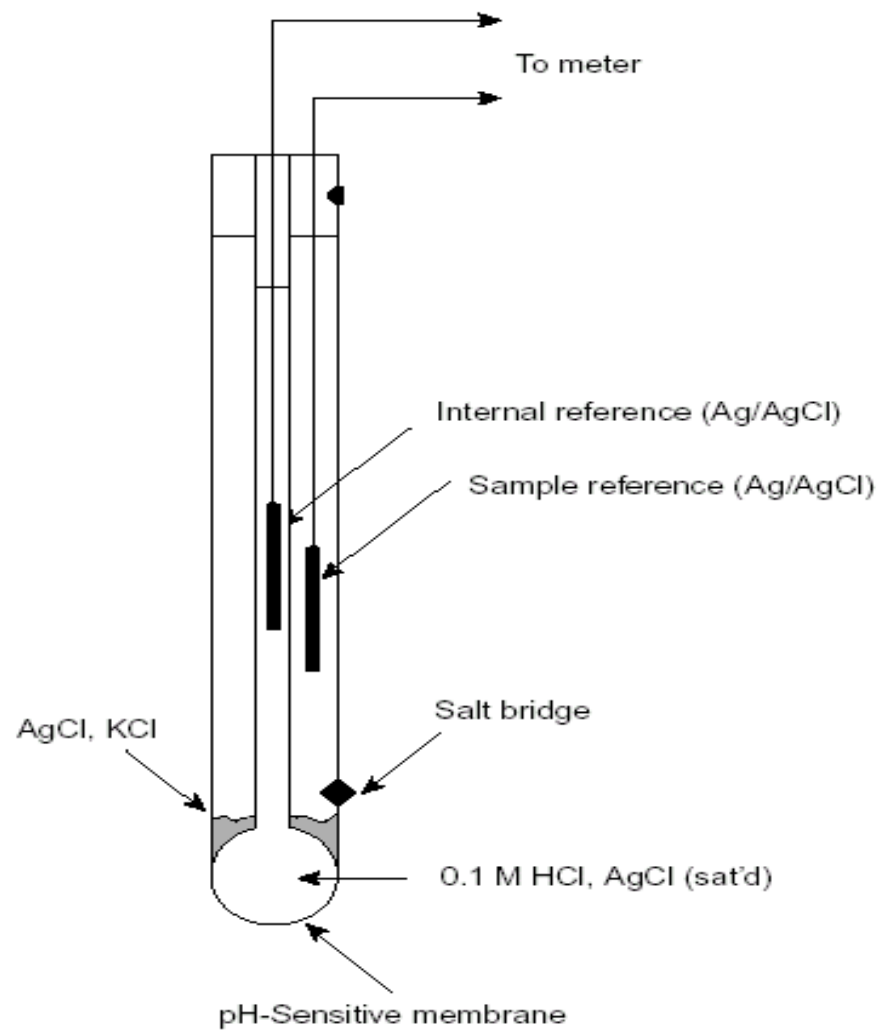 To meter
Internal reference (Ag/AgCl)
Sample reference (Ag/AgCl)
Salt bridge
AgCl, KCl
0.1 M HCl, AgCl (sat'd)
pH-Sensitive membrane